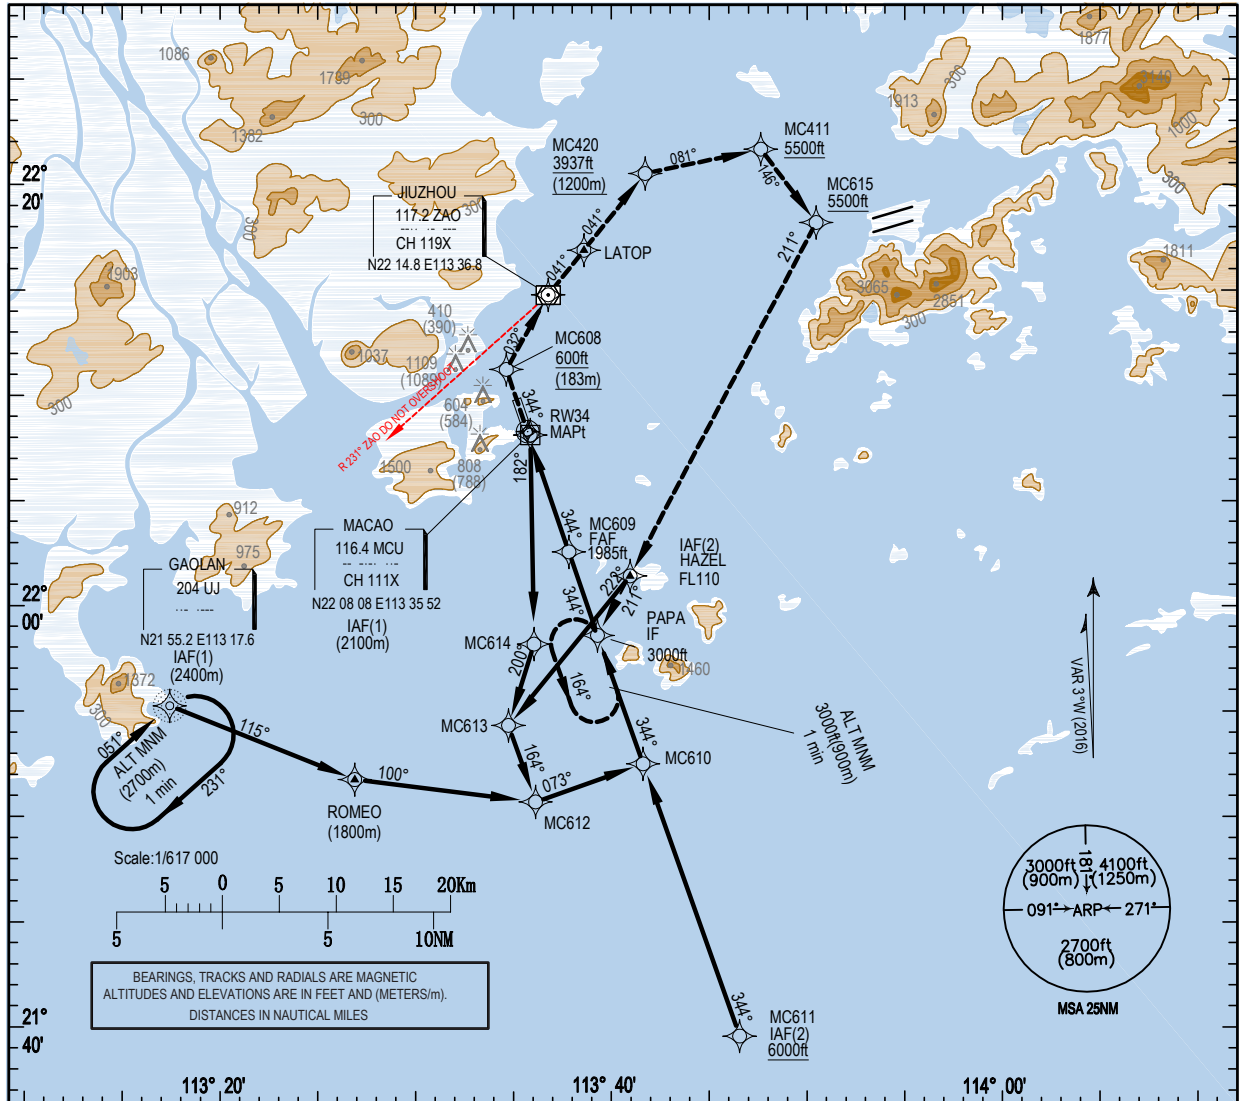 1086
1789
1382
300
300
300
1903
300
1037
1500
912
975
1372
300
1877
300
1913
2140
1000
300
1811
3065
2851
300
1460
410
(390)
1109
604
(584)
808
(788)
MC420
3937ft
(1200m)
081°
MC411
5500ft
146°
MC615
5500ft
211°
JIUZHOU
117.2 ZAO
CH 119X
N22 14.8 E113 36.8
041°
041°
LATOP
032°
MC608
600ft
(183m)
344°
RW34
MAPt
R 231° ZAO DO NOT OVERSHOOT
182°
MACAO
116.4 MCU
CH 111X
N22 08 08 E113 35 52
IAF(1)
(2100m)
GAOLAN
204 UJ
N21 55.2 E113 17.6
IAF(1)
(2400m)
344°
MC609
FAF
1985ft
IAF(2)
HAZEL
FL110
223°
211°
344°
PAPA
IF
3000ft
MC614
200°
164°
MC613
164°
344°
MC610
ALT MNM
3000ft(900m)
1 min
051°
ALT MNM
(2700m)
1 min
231°
115°
100°
073°
ROMEO
(1800m)
MC612
344°
MC611
IAF(2)
6000ft
VAR 3°W (2016)
Scale:1/617 000
5 0 5 10 15 20Km
5 5 10NM
BEARINGS, TRACKS AND RADIALS ARE MAGNETIC
ALTITUDES AND ELEVATIONS ARE IN FEET AND (METERS/m).
DISTANCES IN NAUTICAL MILES
181°
3000ft
(900m)
4100ft
(1250m)
091° ARP 271°
2700ft
(800m)
MSA 25NM
22°
20'
22°
00'
21°
40'
113° 20'
113° 40'
114° 00'